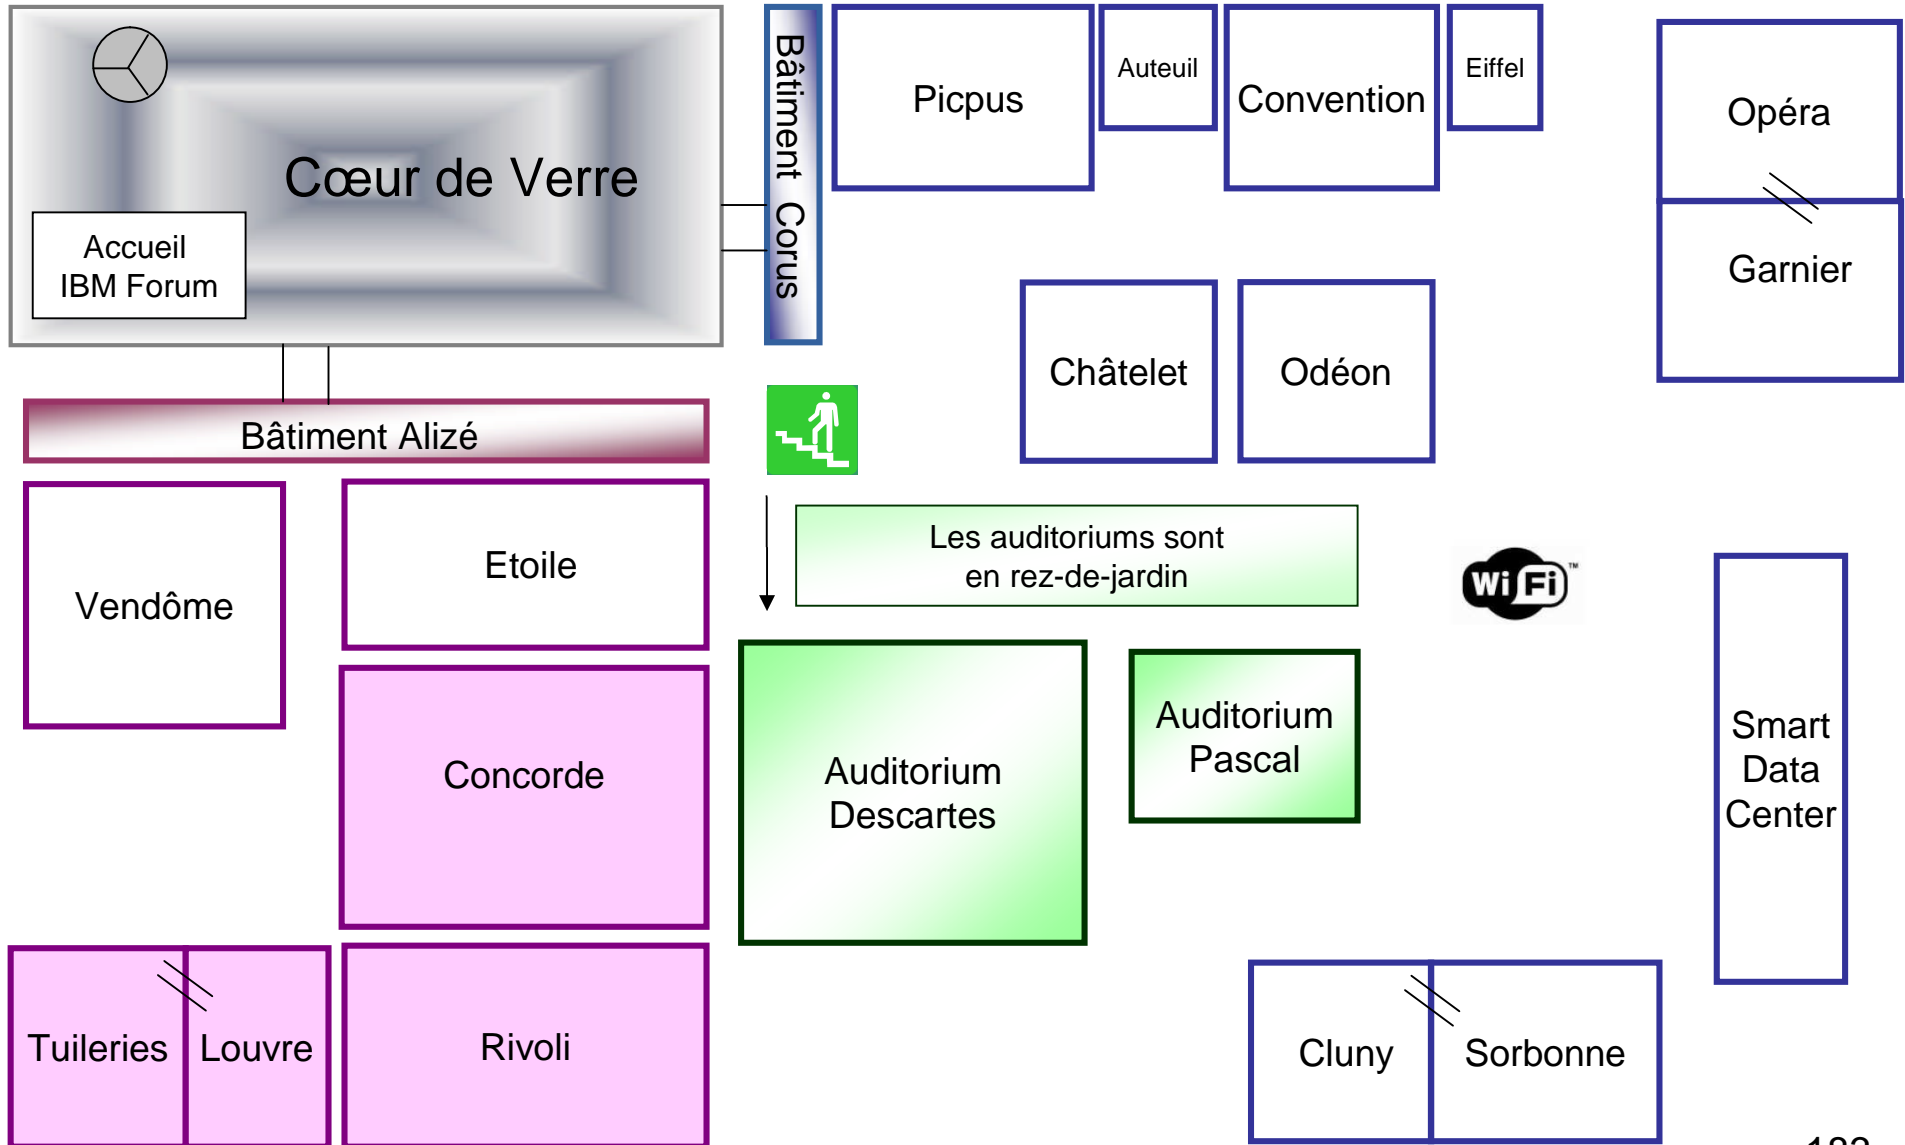 Cœur de Verre
Accueil
IBM Forum
Bâtiment Corus
Picpus
Auteuil
Convention
Eiffel
Opéra
Garnier
Châtelet
Odéon
Bâtiment Alizé
Vendôme
Etoile
Les auditoriums sont
en rez-de-jardin
Wi Fi™
Concorde
Auditorium
Descartes
Auditorium
Pascal
Smart
Data
Center
Tuileries
Louvre
Rivoli
Cluny
Sorbonne